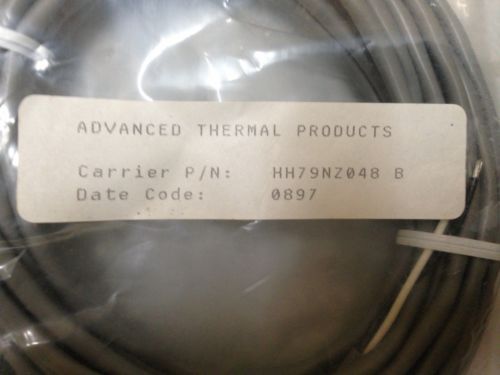 ADVANCED THERMAL PRODUCTS
Carrier P/N: HH79NZ048 B
Date Code: 0897